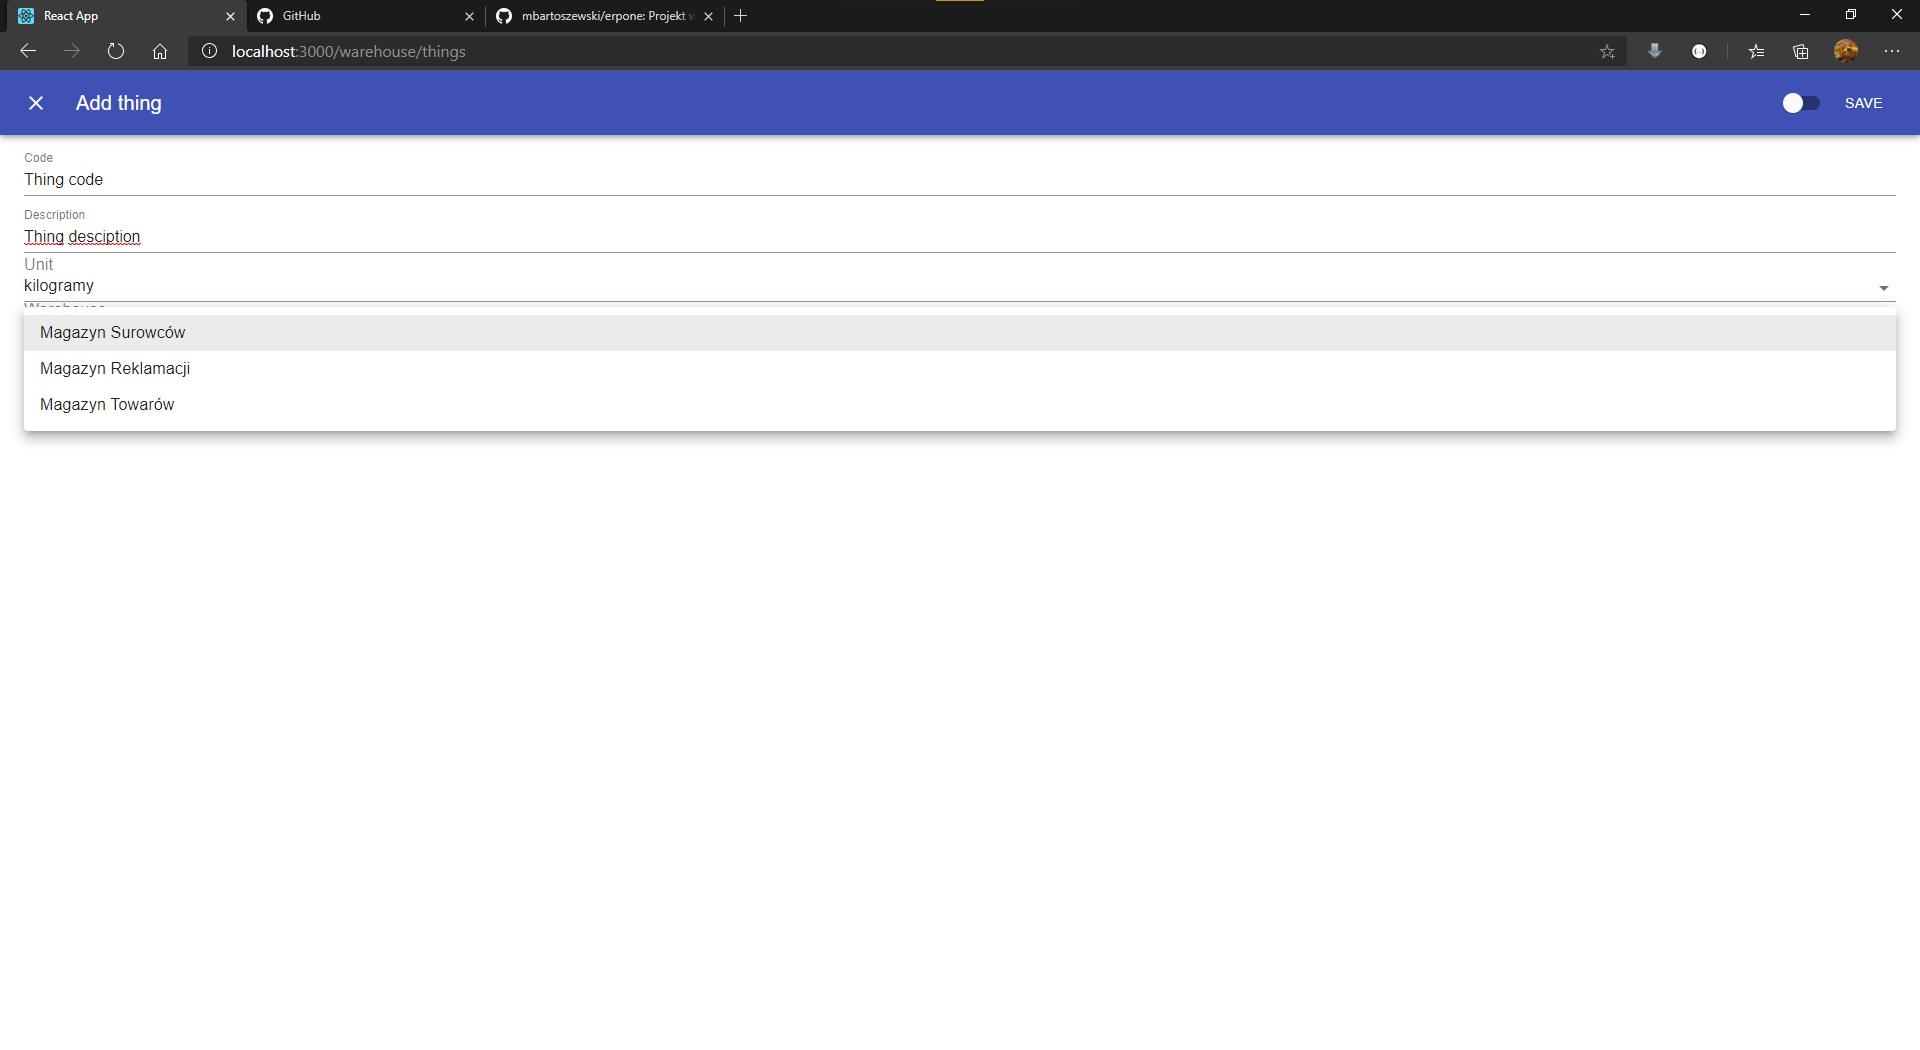 React App
GitHub
mbartoszewski/erpone: Projekt
localhost:3000/warehouse/things
Add thing
SAVE
Code
Thing code
Description
Thing desciption
Unit
kilogramy
Warehouse
Magazyn Surowców
Magazyn Reklamacji
Magazyn Towarów